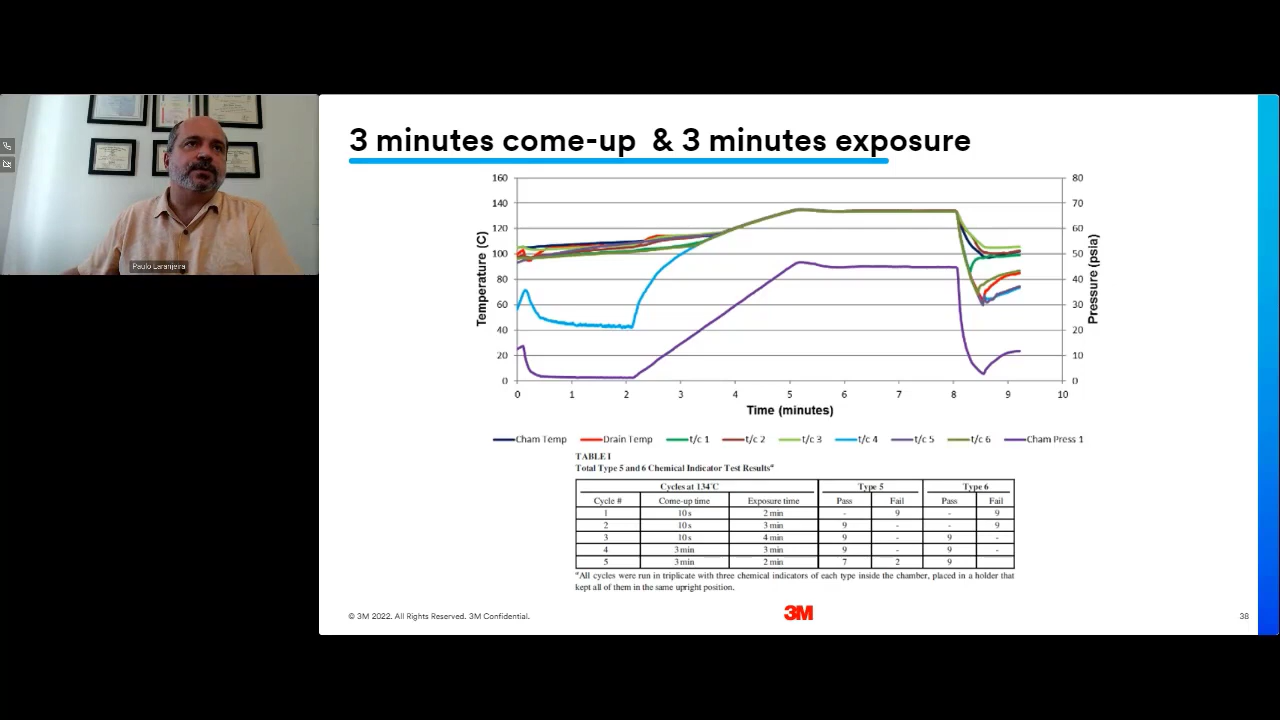 Paulo Laranjeira
3 minutes come-up & 3 minutes exposure
160
140
120
100
80
60
40
20
0
Temperature (C)
80
70
60
50
40
30
20
10
0
Pressure (psia)
0 1 2 3 4 5 6 7 8 9 10
Time (minutes)
Cham Temp Drain Temp t/c 1 t/c 2 t/c 3 t/c 4 t/c 5 t/c 6 Cham Press 1
TABLE I
Total Type 5 and 6 Chemical Indicator Test Resultsª
Cycles at 134°C Type 5 Type 6
Cycle # Come-up time Exposure time Pass Fail Pass Fail
1 10 s 2 min - 9 - 9
2 10 s 3 min 9 - - 9
3 10 s 4 min 9 - 9 -
4 3 min 3 min 9 - 9 -
5 3 min 2 min 7 2 9
ªAll cycles were run in triplicate with three chemical indicators of each type inside the chamber, placed in a holder that
kept all of them in the same upright position.
© 3M 2022. All Rights Reserved. 3M Confidential.
3M
38